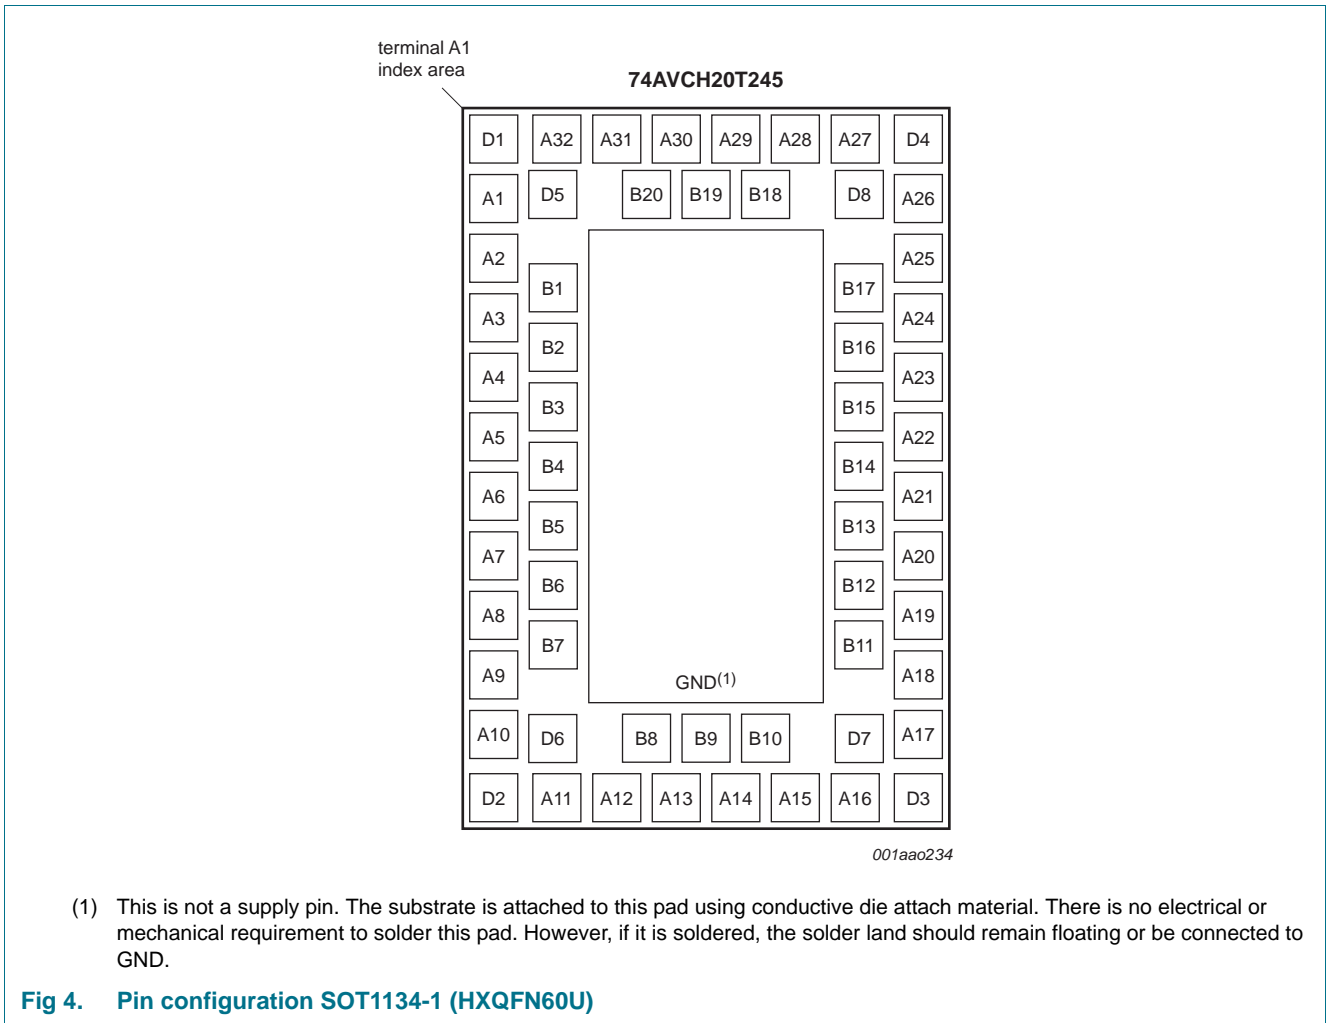 terminal A1
index area
74AVCH20T245
D1 A32 A31 A30 A29 A28 A27 D4
A1 D5 B20 B19 B18 D8 A26
A2 A25
B1 B17
A3 A24
B2 B16
A4 A23
B3 B15
A5 A22
B4 B14
A6 A21
B5 B13
A7 A20
B6 B12
A8 A19
B7 B11
A9 GND(1) A18
A10 D6 B8 B9 B10 D7 A17
D2 A11 A12 A13 A14 A15 A16 D3
001aao234
(1) This is not a supply pin. The substrate is attached to this pad using conductive die attach material. There is no electrical or
mechanical requirement to solder this pad. However, if it is soldered, the solder land should remain floating or be connected to
GND.
Fig 4. Pin configuration SOT1134-1 (HXQFN60U)